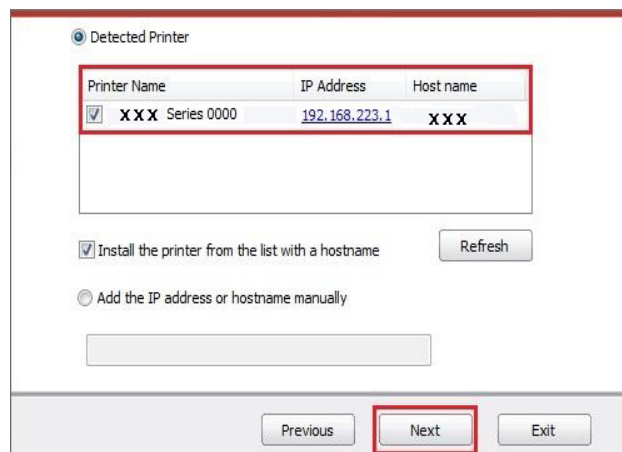 Detected Printer
Printer Name IP Address Host name
XXX Series 0000 192.168.223.1 XXX
Install the printer from the list with a hostname Refresh
Add the IP address or hostname manually
Previous Next Exit